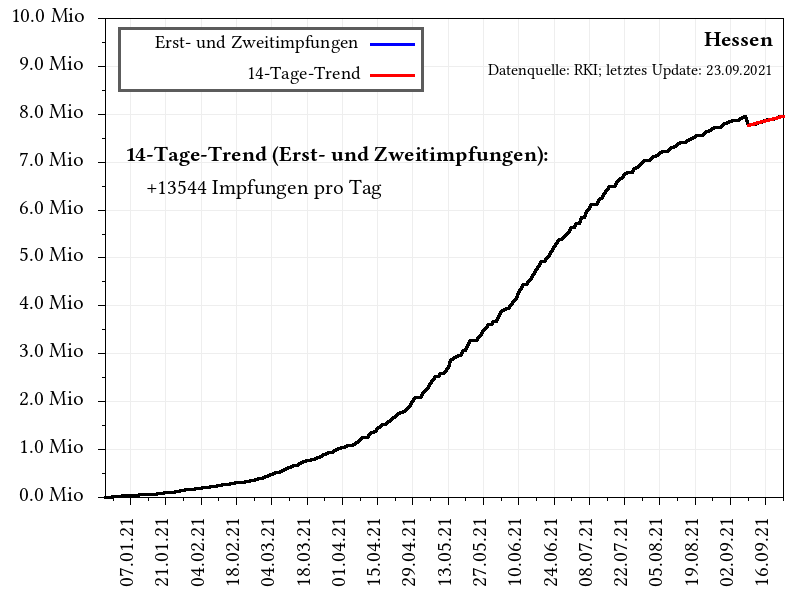 Hessen
Datenquelle: RKI; letztes Update: 23.09.2021
Erst- und Zweitimpfungen
14-Tage-Trend
14-Tage-Trend (Erst- und Zweitimpfungen):
+13544 Impfungen pro Tag
10.0 Mio
9.0 Mio
8.0 Mio
7.0 Mio
6.0 Mio
5.0 Mio
4.0 Mio
3.0 Mio
2.0 Mio
1.0 Mio
0.0 Mio
07.01.21
21.01.21
04.02.21
18.02.21
04.03.21
18.03.21
01.04.21
15.04.21
29.04.21
13.05.21
27.05.21
10.06.21
24.06.21
08.07.21
22.07.21
05.08.21
19.08.21
02.09.21
16.09.21